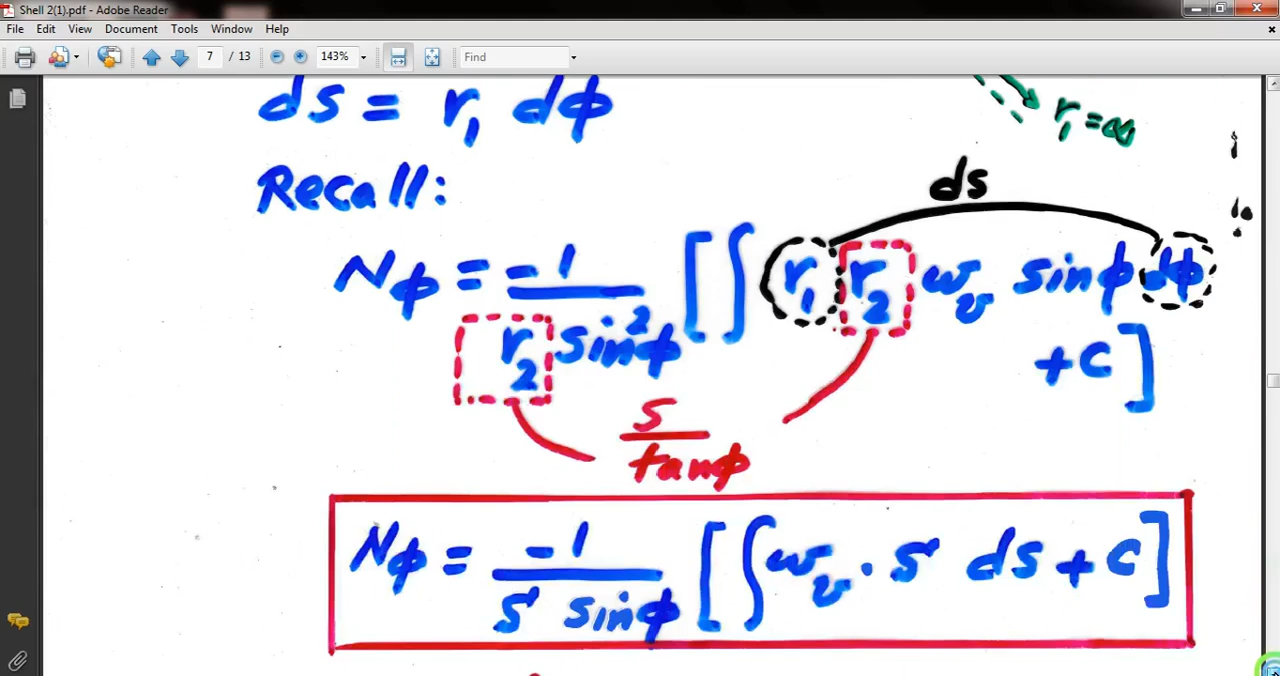 Shell 2(1).pdf - Adobe Reader
File Edit View Document Tools Window Help
7 / 13 143% Find
ds = r₁ dϕ
r₁ = ∞
Recall:
ds
Nϕ = -1 / r₂ sin²ϕ [ ∫ r₁ r₂ wᵥ sinϕ dϕ
+ c ]
s / tanϕ
Nϕ = -1 / s sinϕ [ ∫ wᵥ · s ds + c ]